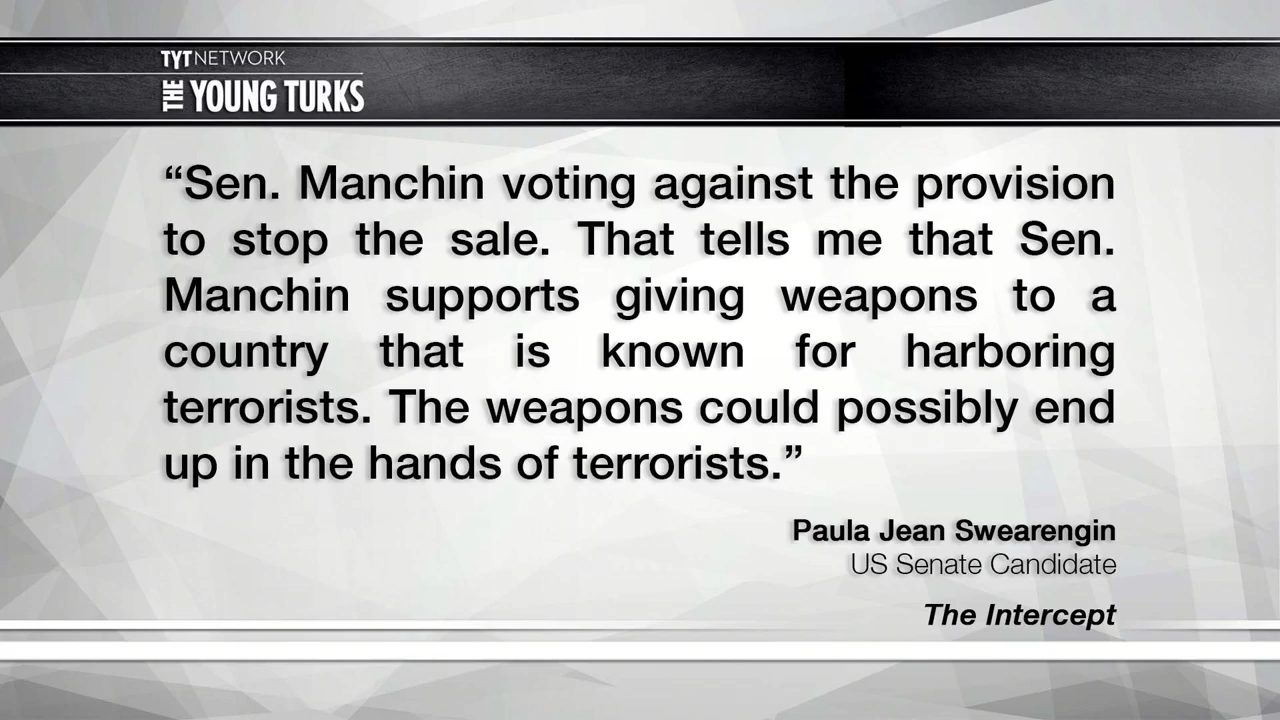 TYT NETWORK
THE YOUNG TURKS
“Sen. Manchin voting against the provision
to stop the sale. That tells me that Sen.
Manchin supports giving weapons to a
country that is known for harboring
terrorists. The weapons could possibly end
up in the hands of terrorists.”
Paula Jean Swearengin
US Senate Candidate
The Intercept